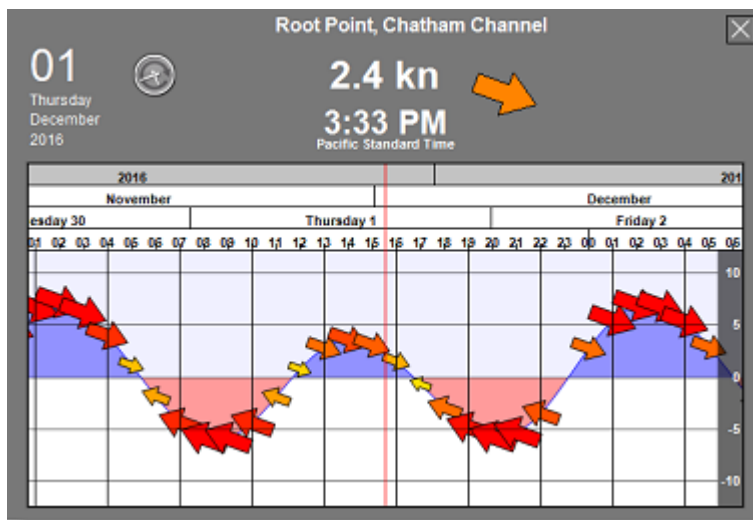 Root Point, Chatham Channel
01
Thursday
December
2016
2.4 kn
3:33 PM
Pacific Standard Time
2016 201
November December
esday 30 Thursday 1 Friday 2
01 02 03 04 05 06 07 08 09 10 11 12 13 14 15 16 17 18 19 20 21 22 23 00 01 02 03 04 05 06
10
5
0
-5
-10